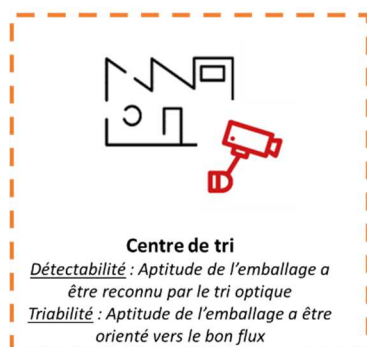 Centre de tri
Détectabilité : Aptitude de l'emballage a
être reconnu par le tri optique
Triabilité : Aptitude de l'emballage a être
orienté vers le bon flux